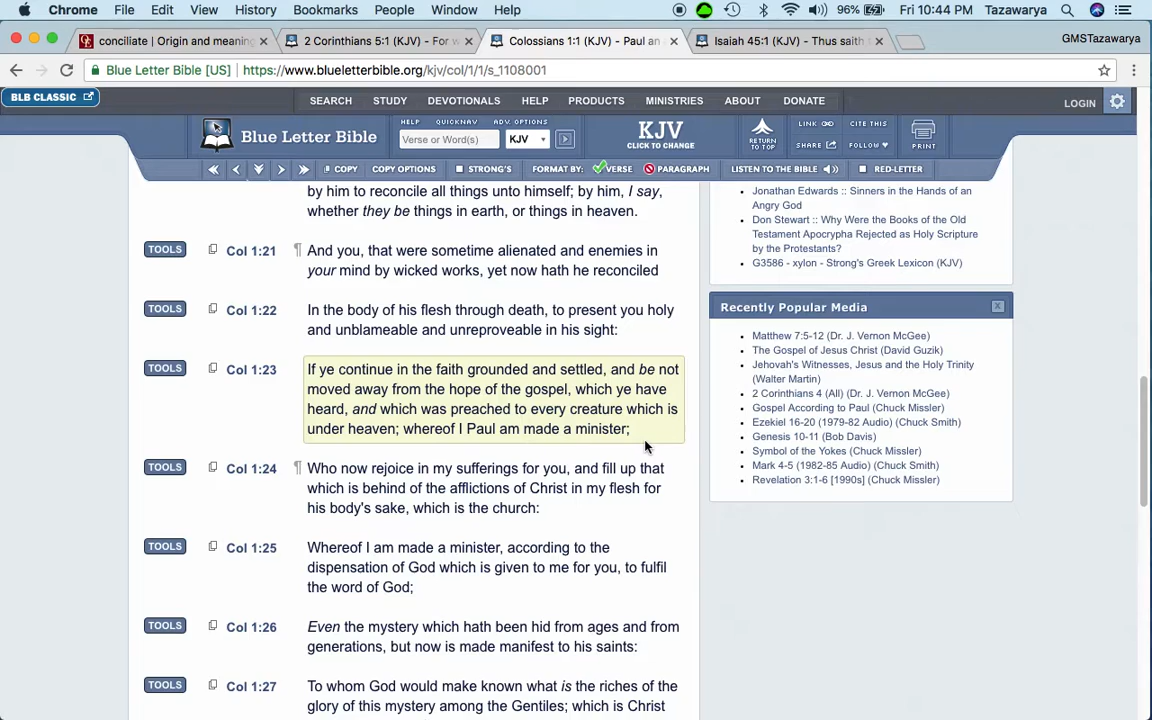 Chrome File Edit View History Bookmarks People Window Help 96% Fri 10:44 PM Tazawarya
conciliate | Origin and meaning
2 Corinthians 5:1 (KJV) - For w
Colossians 1:1 (KJV) - Paul an
Isaiah 45:1 (KJV) - Thus saith t
GMSTazawarya
Blue Letter Bible [US] https://www.blueletterbible.org/kjv/col/1/1/s_1108001
BLB CLASSIC
SEARCH STUDY DEVOTIONALS HELP PRODUCTS MINISTRIES ABOUT DONATE LOGIN
HELP QUICKNAV ADV. OPTIONS
Blue Letter Bible
Verse or Word(s) KJV
KJV
CLICK TO CHANGE
RETURN
TO TOP
LINK CITE THIS
SHARE FOLLOW
PRINT
COPY COPY OPTIONS STRONG'S FORMAT BY: VERSE PARAGRAPH LISTEN TO THE BIBLE RED-LETTER
by him to reconcile all things unto himself; by him, I say,
whether they be things in earth, or things in heaven.
TOOLS Col 1:21 ¶ And you, that were sometime alienated and enemies in
your mind by wicked works, yet now hath he reconciled
TOOLS Col 1:22 In the body of his flesh through death, to present you holy
and unblameable and unreproveable in his sight:
TOOLS Col 1:23 If ye continue in the faith grounded and settled, and be not
moved away from the hope of the gospel, which ye have
heard, and which was preached to every creature which is
under heaven; whereof I Paul am made a minister;
TOOLS Col 1:24 ¶ Who now rejoice in my sufferings for you, and fill up that
which is behind of the afflictions of Christ in my flesh for
his body's sake, which is the church:
TOOLS Col 1:25 Whereof I am made a minister, according to the
dispensation of God which is given to me for you, to fulfil
the word of God;
TOOLS Col 1:26 Even the mystery which hath been hid from ages and from
generations, but now is made manifest to his saints:
TOOLS Col 1:27 To whom God would make known what is the riches of the
glory of this mystery among the Gentiles; which is Christ
Jonathan Edwards :: Sinners in the Hands of an
Angry God
Don Stewart :: Why Were the Books of the Old
Testament Apocrypha Rejected as Holy Scripture
by the Protestants?
G3586 - xylon - Strong's Greek Lexicon (KJV)
Recently Popular Media
Matthew 7:5-12 (Dr. J. Vernon McGee)
The Gospel of Jesus Christ (David Guzik)
Jehovah's Witnesses, Jesus and the Holy Trinity
(Walter Martin)
2 Corinthians 4 (All) (Dr. J. Vernon McGee)
Gospel According to Paul (Chuck Missler)
Ezekiel 16-20 (1979-82 Audio) (Chuck Smith)
Genesis 10-11 (Bob Davis)
Symbol of the Yokes (Chuck Missler)
Mark 4-5 (1982-85 Audio) (Chuck Smith)
Revelation 3:1-6 [1990s] (Chuck Missler)